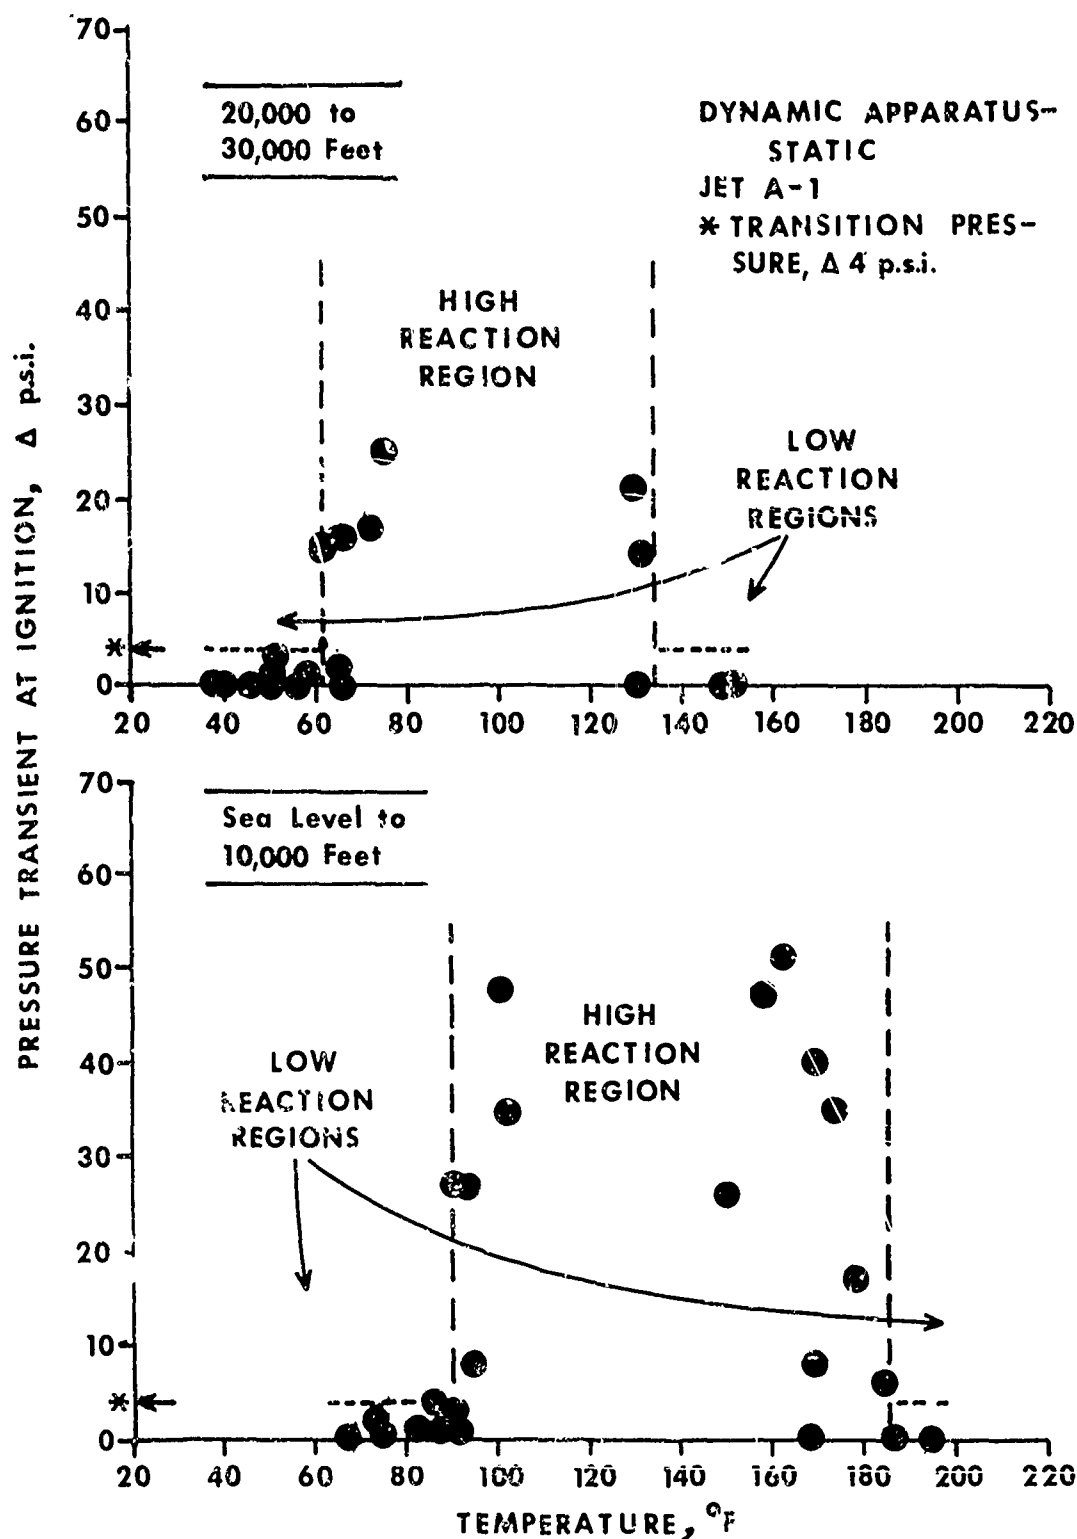 70
60
50
40
30
20
10
0
*
20 40 60 80 100 120 140 160 180 200 220
20,000 to
30,000 Feet
DYNAMIC APPARATUS-
STATIC
JET A-1
* TRANSITION PRES-
SURE, Δ 4 p.s.i.
HIGH
REACTION
REGION
LOW
REACTION
REGIONS
PRESSURE TRANSIENT AT IGNITION, Δ p.s.i.
70
60
50
40
30
20
10
0
*
20 40 60 80 100 120 140 160 180 200 220
Sea Level to
10,000 Feet
HIGH
REACTION
REGION
LOW
REACTION
REGIONS
TEMPERATURE, °F